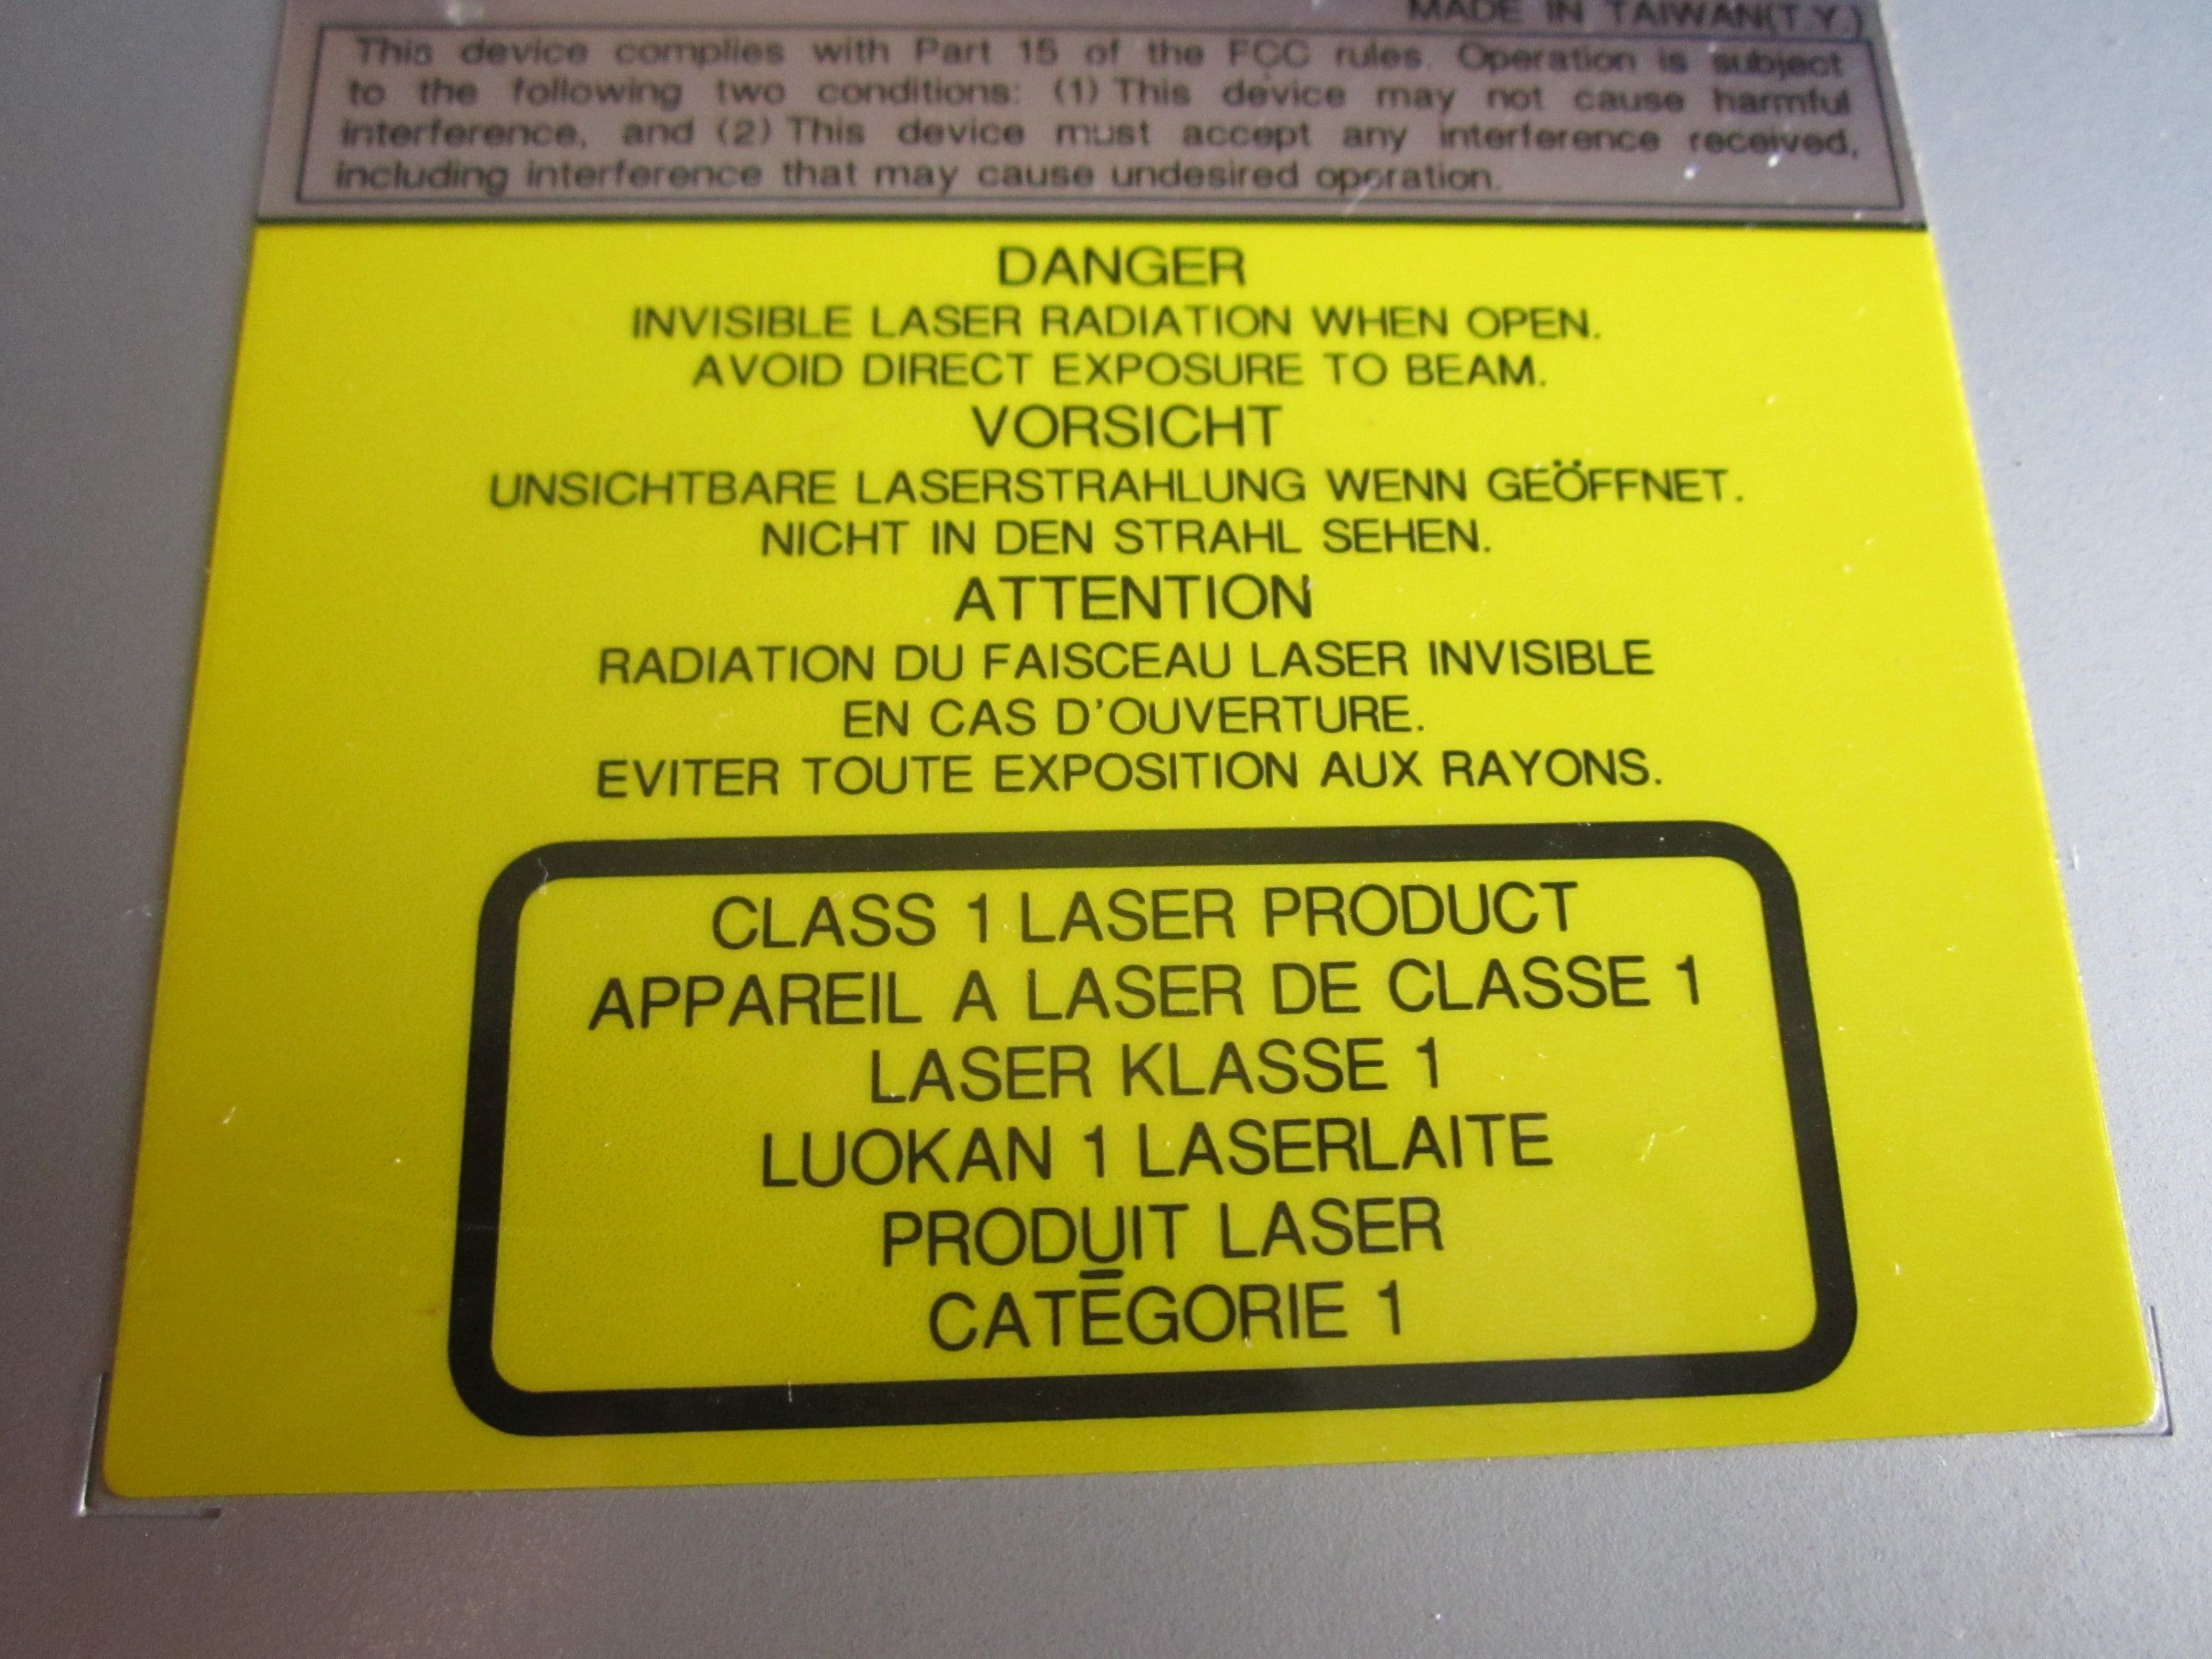 MADE IN TAIWAN(T.Y.)
This device complies with Part 15 of the FCC rules. Operation is subject
to the following two conditions: (1) This device may not cause harmful
interference, and (2) This device must accept any interference received,
including interference that may cause undesired operation.
DANGER
INVISIBLE LASER RADIATION WHEN OPEN.
AVOID DIRECT EXPOSURE TO BEAM.
VORSICHT
UNSICHTBARE LASERSTRAHLUNG WENN GEÖFFNET.
NICHT IN DEN STRAHL SEHEN.
ATTENTION
RADIATION DU FAISCEAU LASER INVISIBLE
EN CAS D'OUVERTURE.
EVITER TOUTE EXPOSITION AUX RAYONS.
CLASS 1 LASER PRODUCT
APPAREIL A LASER DE CLASSE 1
LASER KLASSE 1
LUOKAN 1 LASERLAITE
PRODUIT LASER
CATĒGORIE 1